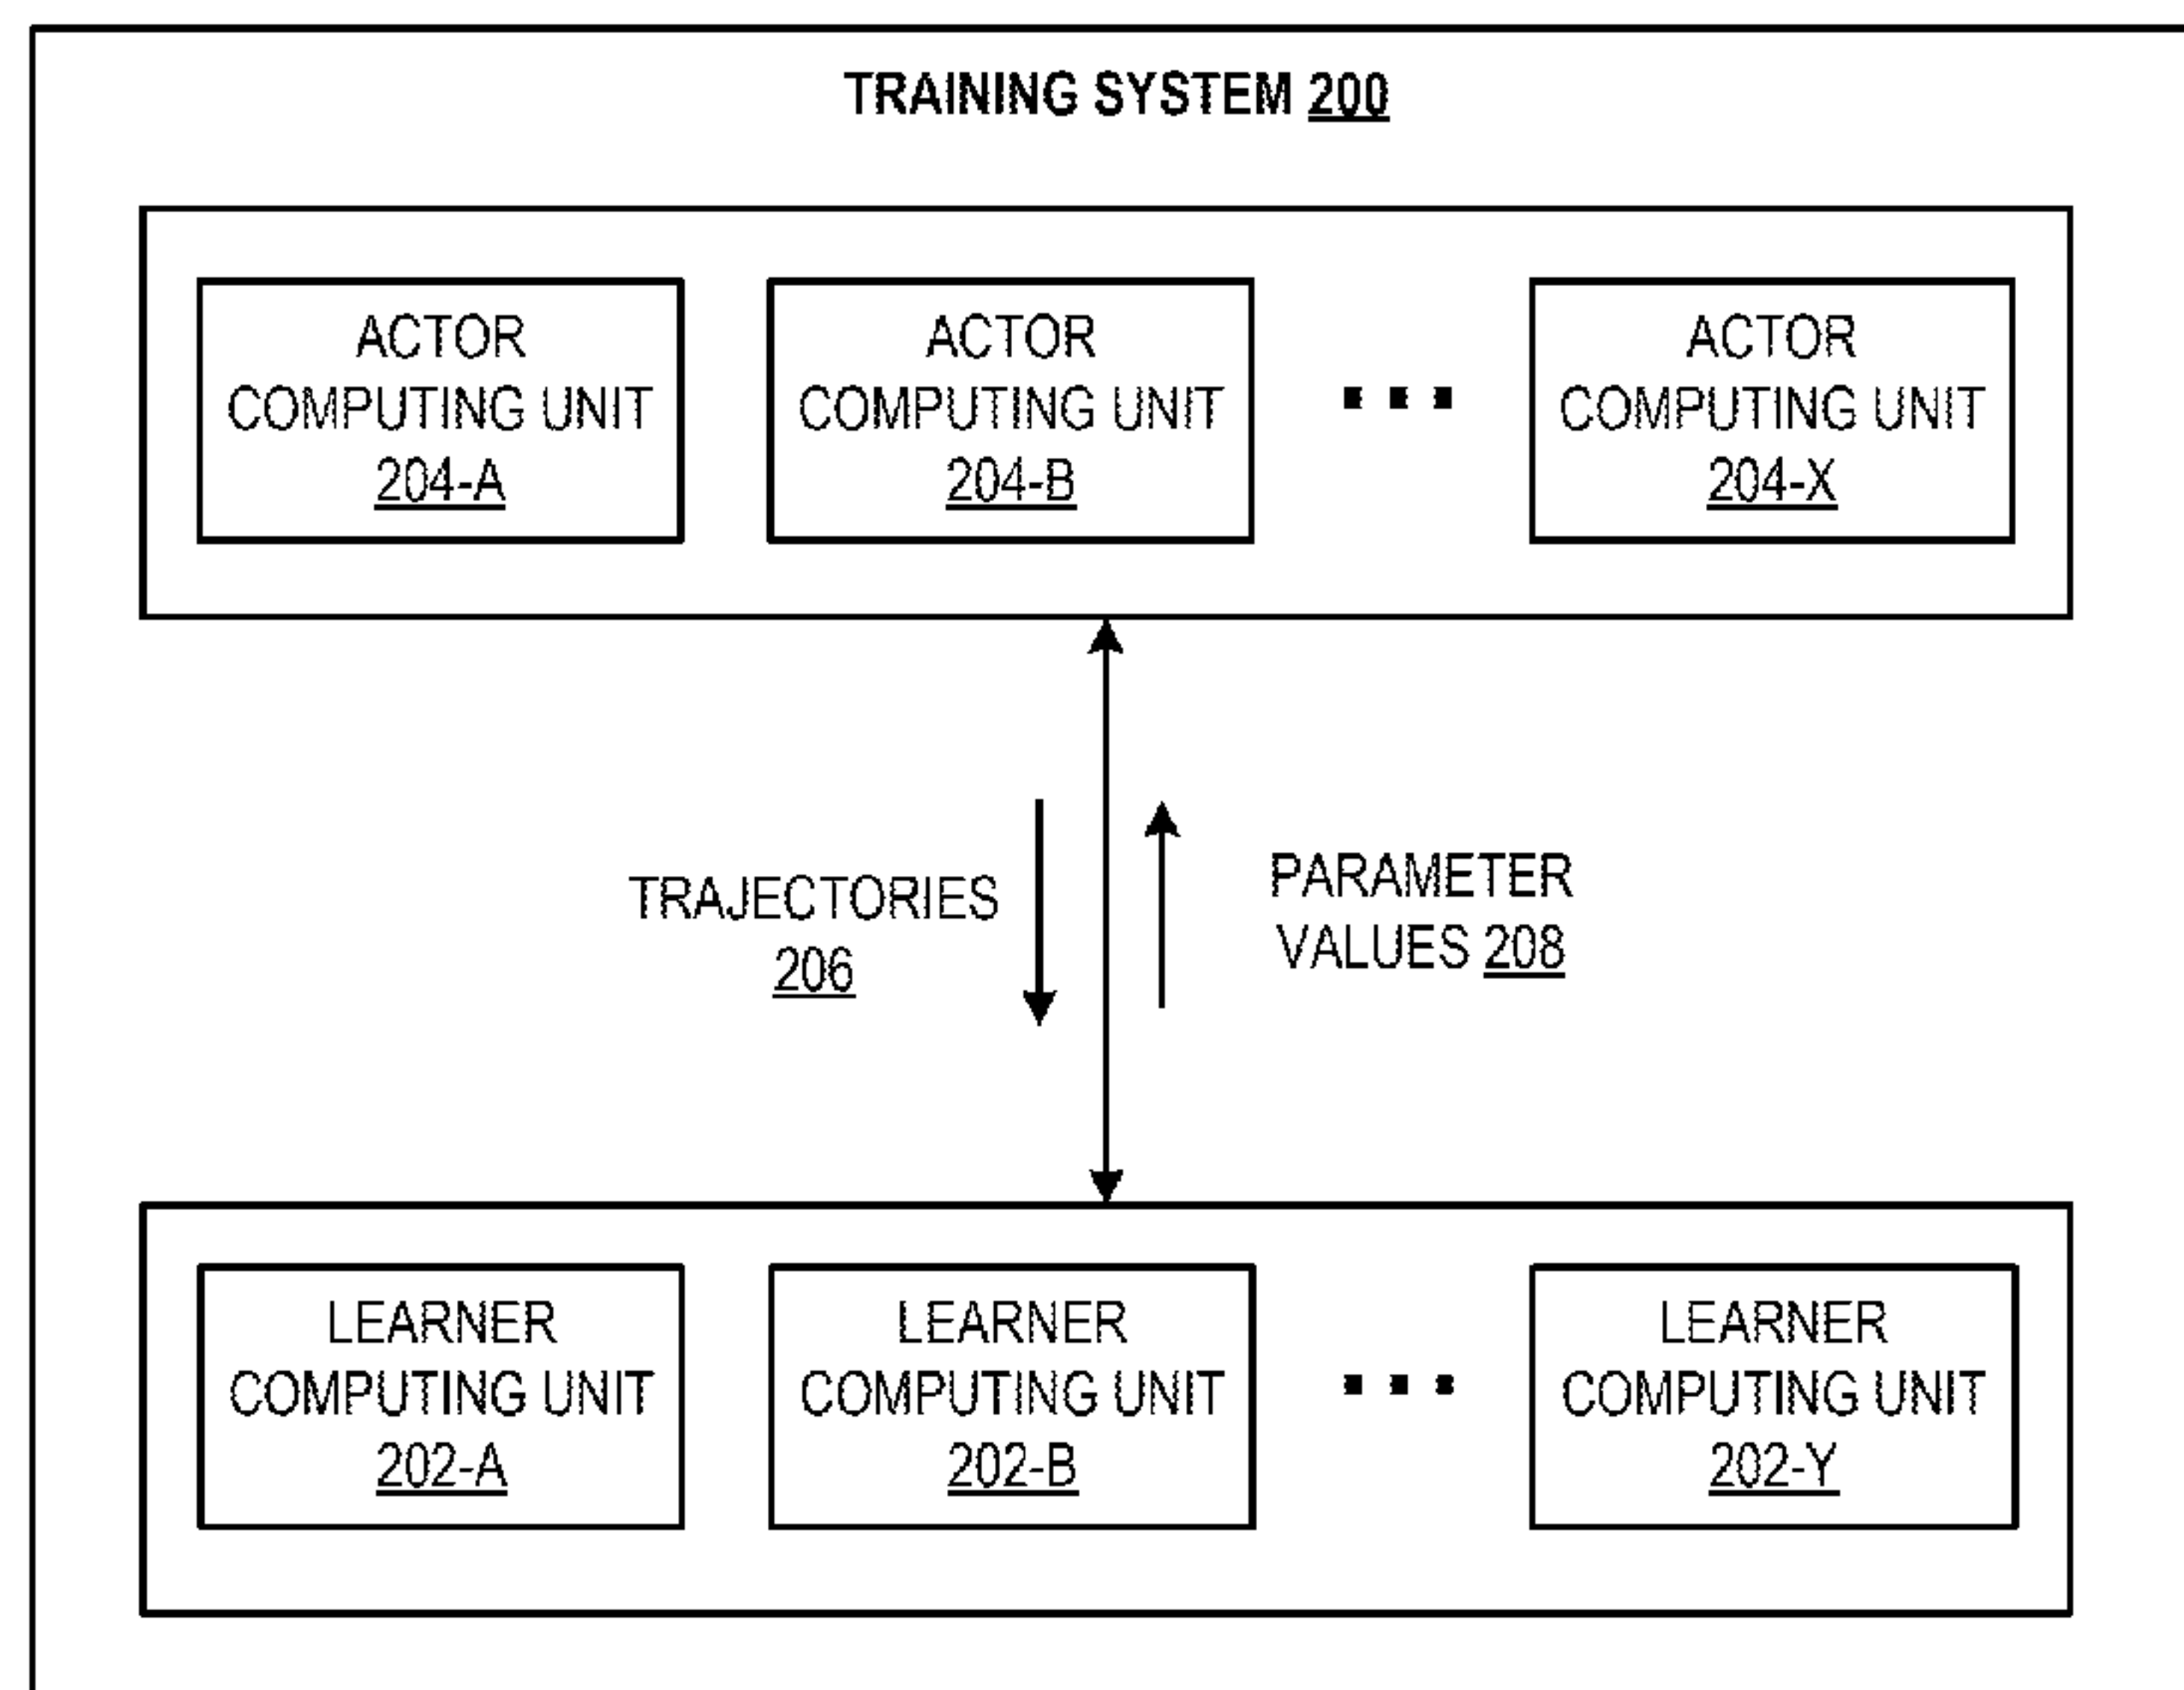 TRAINING SYSTEM 200
ACTOR
COMPUTING UNIT
204-A
ACTOR
COMPUTING UNIT
204-B
ACTOR
COMPUTING UNIT
204-X
TRAJECTORIES
206
PARAMETER
VALUES 208
LEARNER
COMPUTING UNIT
202-A
LEARNER
COMPUTING UNIT
202-B
LEARNER
COMPUTING UNIT
202-Y